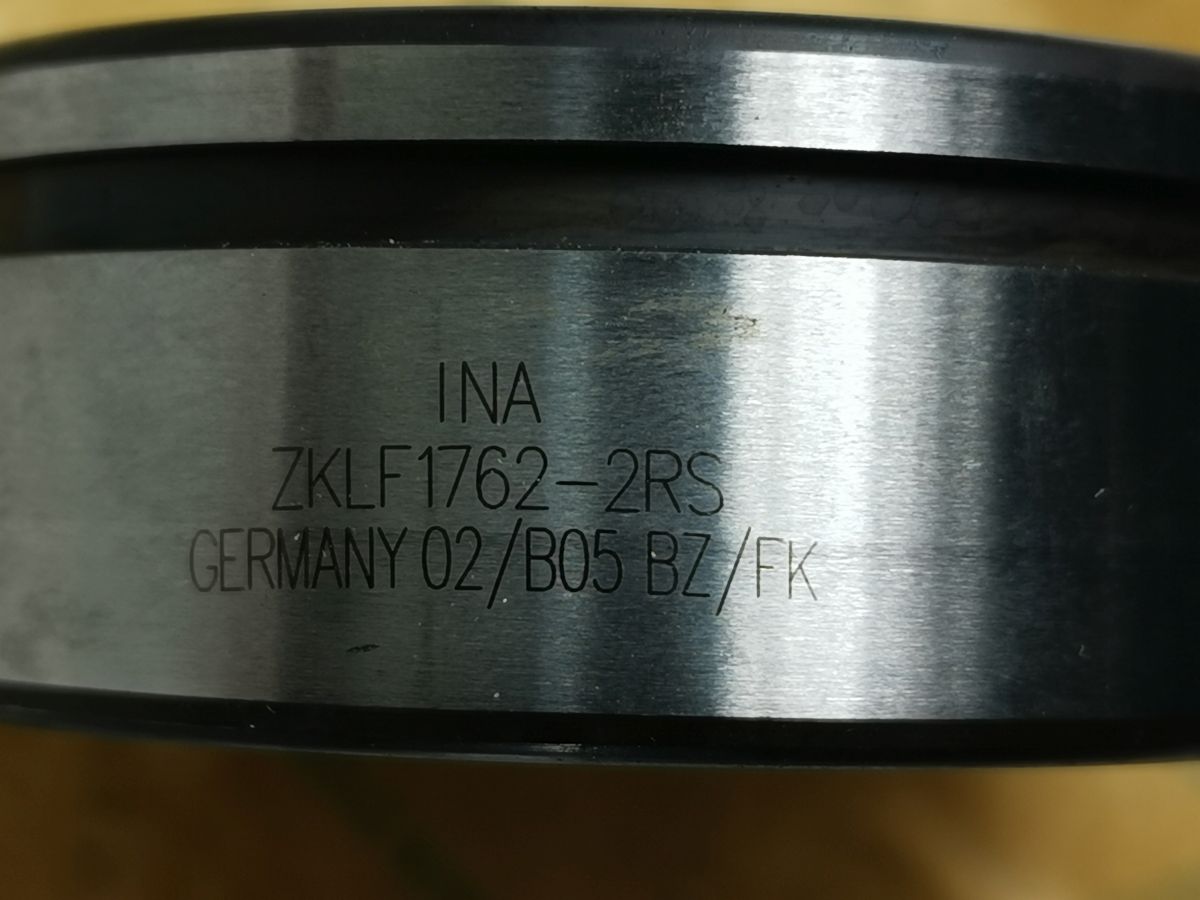 INA
ZKLF1762-2RS
GERMANY 02/B05 BZ/FK